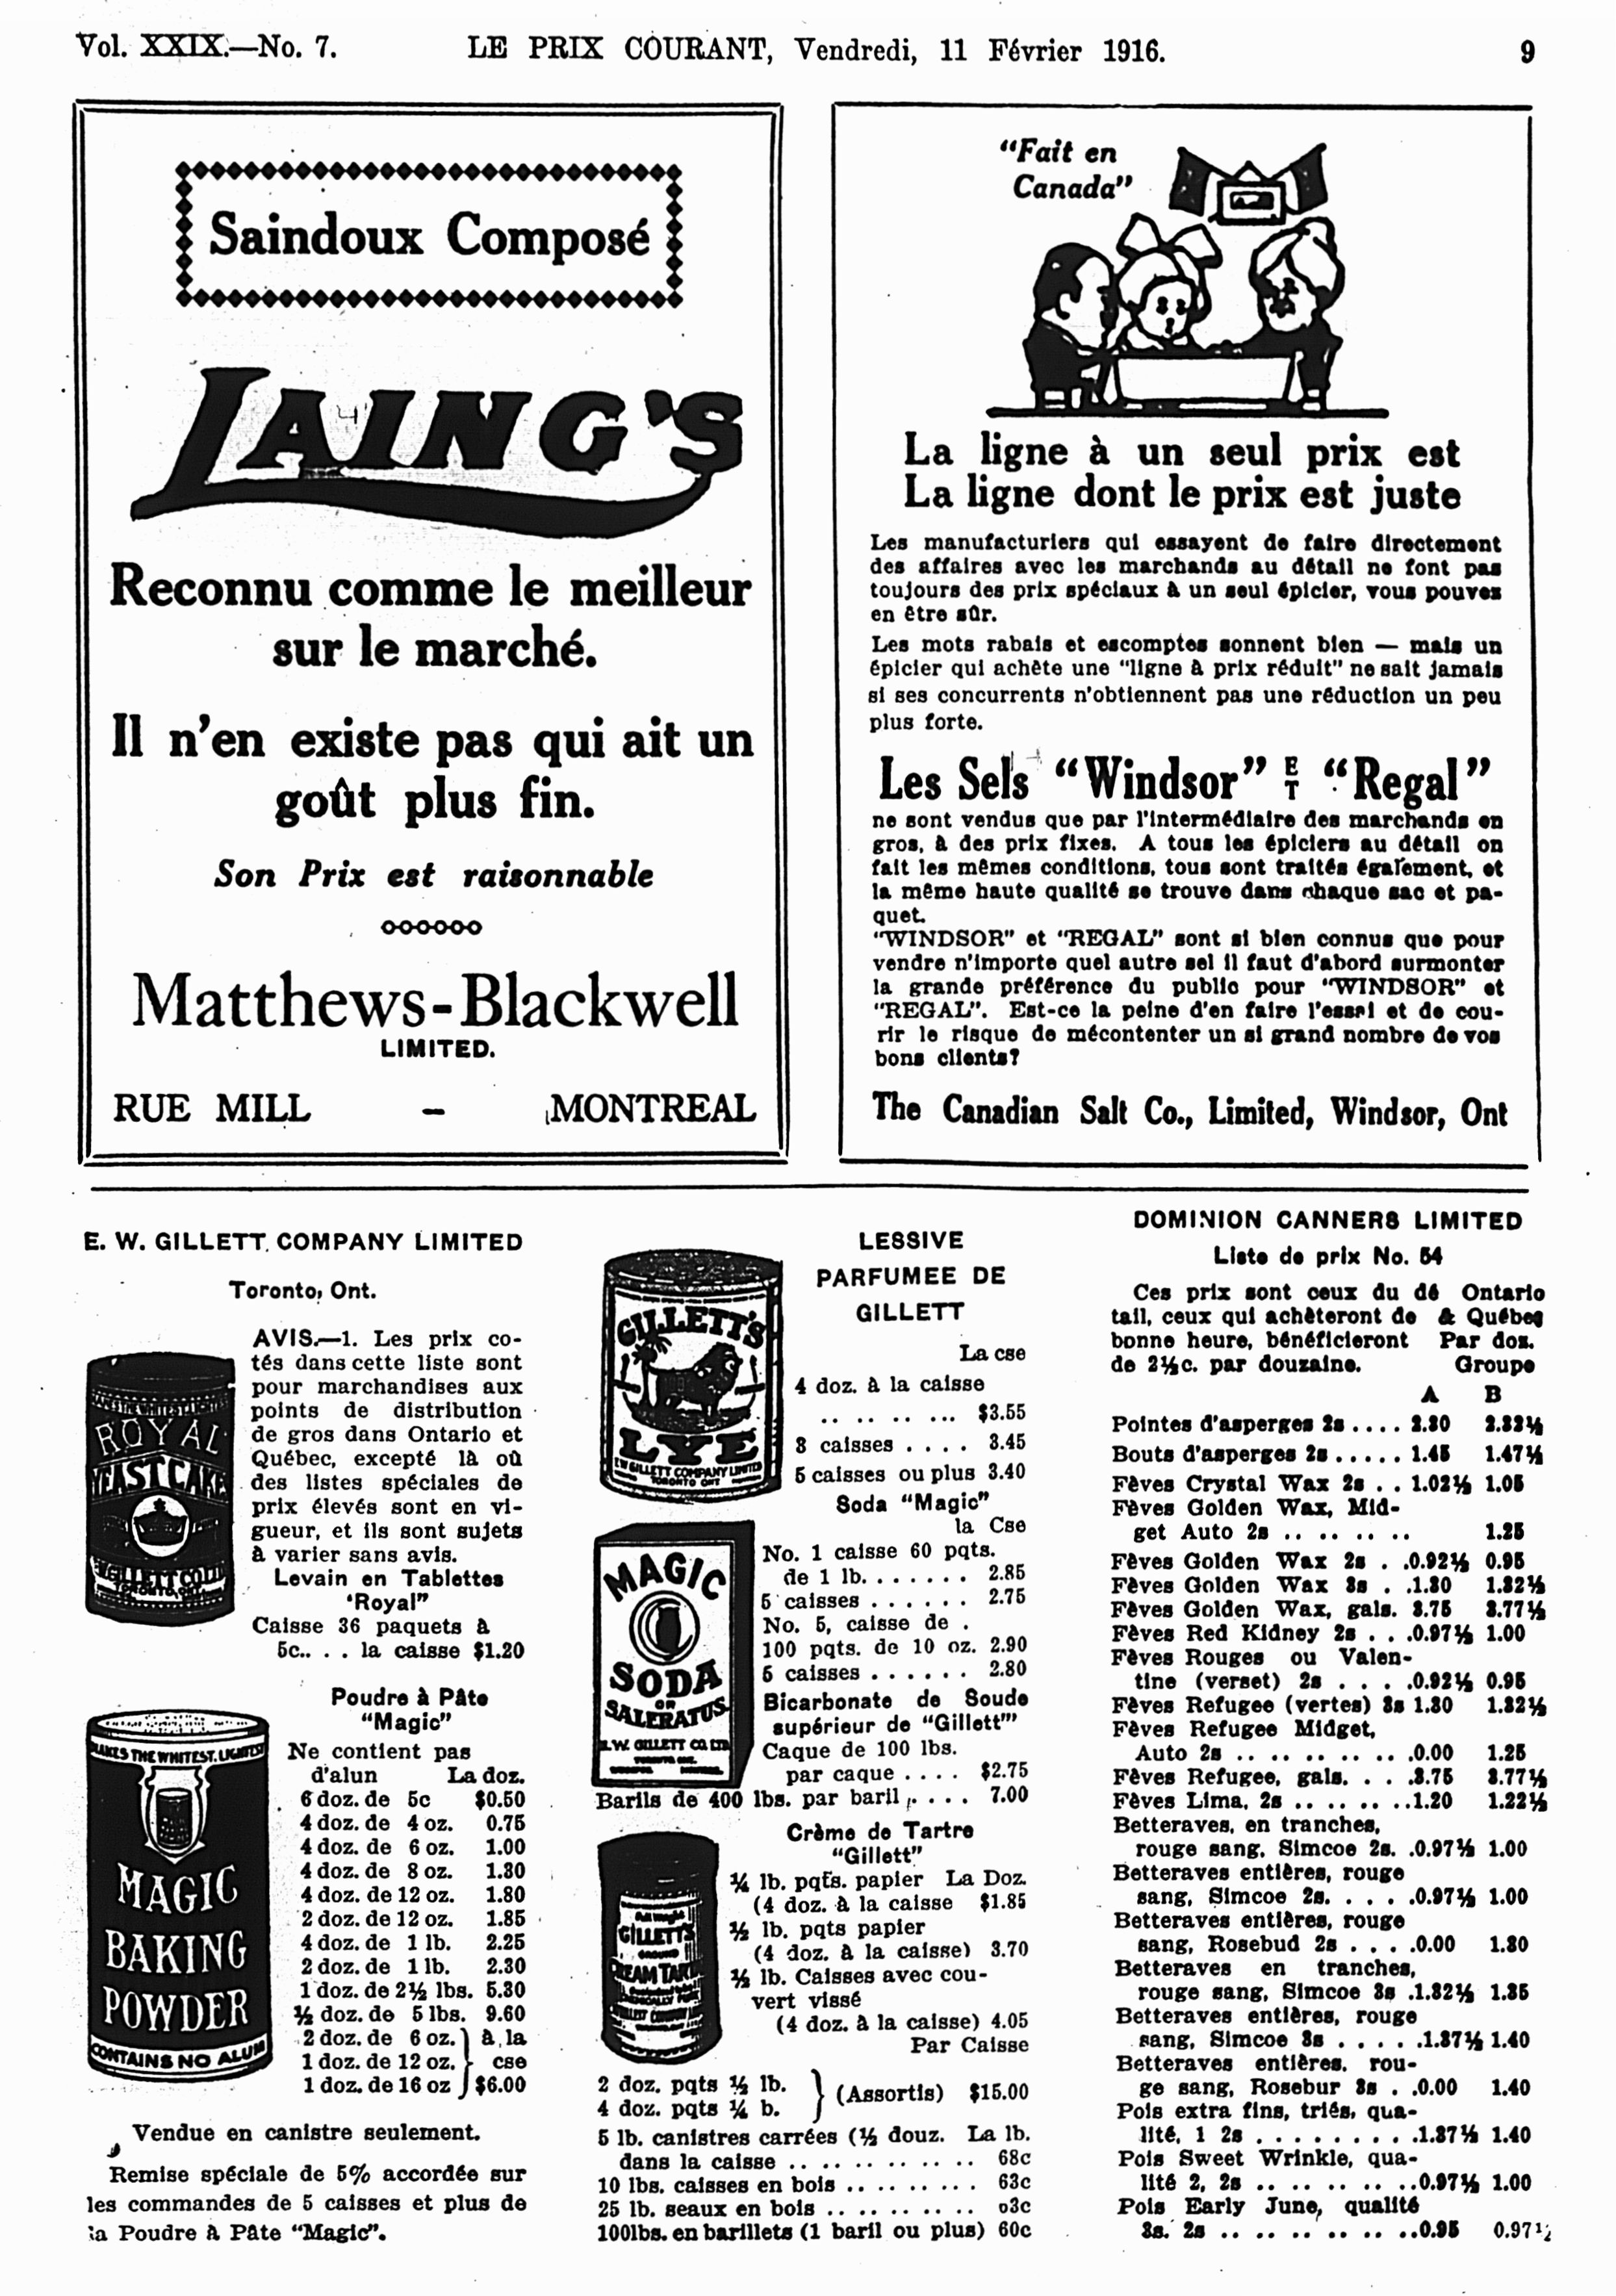 Vol. XXIX.—No. 7. LE PRIX COURANT, Vendredi, 11 Février 1916. 9
Saindoux Composé
LAING'S
Reconnu comme le meilleur
sur le marché.
Il n'en existe pas qui ait un
goût plus fin.
Son Prix est raisonnable
Matthews-Blackwell
LIMITED.
RUE MILL - MONTREAL
"Fait en
Canada"
La ligne à un seul prix est
La ligne dont le prix est juste
Les manufacturiers qui essayent de faire directement
des affaires avec les marchands au détail ne font pas
toujours des prix spéciaux à un seul épicier, vous pouvez
en être sûr.
Les mots rabais et escomptes sonnent bien — mais un
épicier qui achète une "ligne à prix réduit" ne sait jamais
si ses concurrents n'obtiennent pas une réduction un peu
plus forte.
Les Sels "Windsor" ET "Regal"
ne sont vendus que par l'intermédiaire des marchands en
gros, à des prix fixes. A tous les épiciers au détail on
fait les mêmes conditions, tous sont traités également, et
la même haute qualité se trouve dans chaque sac et pa-
quet.
"WINDSOR" et "REGAL" sont si bien connus que pour
vendre n'importe quel autre sel il faut d'abord surmonter
la grande préférence du public pour "WINDSOR" et
"REGAL". Est-ce la peine d'en faire l'essai et de cou-
rir le risque de mécontenter un si grand nombre de vos
bons clients?
The Canadian Salt Co., Limited, Windsor, Ont
E. W. GILLETT COMPANY LIMITED
Toronto, Ont.
ROYAL
YEAST CAKES
AVIS.—1. Les prix co-
tés dans cette liste sont
pour marchandises aux
points de distribution
de gros dans Ontario et
Québec, excepté là où
des listes spéciales de
prix élevés sont en vi-
gueur, et ils sont sujets
à varier sans avis.
Levain en Tablettes
'Royal"
Caisse 36 paquets à
5c.. . . la caisse $1.20
MAKES THE WHITEST. LIGHTEST
MAGIC
BAKING
POWDER
CONTAINS NO ALUM
Poudre à Pâte
"Magic"
Ne contient pas
d'alun La doz.
6 doz. de 5c $0.50
4 doz. de 4 oz. 0.75
4 doz. de 6 oz. 1.00
4 doz. de 8 oz. 1.30
4 doz. de 12 oz. 1.80
2 doz. de 12 oz. 1.85
4 doz. de 1 lb. 2.25
2 doz. de 1 lb. 2.30
1 doz. de 2½ lbs. 5.30
½ doz. de 5 lbs. 9.60
2 doz. de 6 oz. } à la
1 doz. de 12 oz. } cse
1 doz. de 16 oz } $6.00
Vendue en canistre seulement.
Remise spéciale de 5% accordée sur
les commandes de 5 caisses et plus de
la Poudre à Pâte "Magic".
GILLETT'S
LYE
E.W. GILLETT COMPANY LIMITED
TORONTO ONT
LESSIVE
PARFUMEE DE
GILLETT
La cse
4 doz. à la caisse
.. .. .. .. ... $3.55
3 caisses . . . . 3.45
5 caisses ou plus 3.40
Soda "Magic"
la Cse
MAGIC
SODA
OR
SALERATUS
E.W. GILLETT CO LTD
No. 1 caisse 60 pqts.
de 1 lb. . . . . . . 2.85
5 caisses . . . . . . 2.75
No. 5, caisse de .
100 pqts. de 10 oz. 2.90
5 caisses . . . . . . 2.80
Bicarbonate de Soude
supérieur de "Gillett"'
Caque de 100 lbs.
par caque . . . . $2.75
Barils de 400 lbs. par baril . . . . 7.00
GILLETT'S
CREAM TARTAR
Crème de Tartre
"Gillett"
¼ lb. pqts. papier La Doz.
(4 doz. à la caisse $1.85
½ lb. pqts papier
(4 doz. à la caisse) 3.70
½ lb. Caisses avec cou-
vert vissé
(4 doz. à la caisse) 4.05
Par Caisse
2 doz. pqts ½ lb. } (Assortis) $15.00
4 doz. pqts ¼ b. }
5 lb. canistres carrées (½ douz. La lb.
dans la caisse .. .. .. .. .. .. 68c
10 lbs. caisses en bois .. .. .. .. . 63c
25 lb. seaux en bois .. .. .. .. .. o3c
100lbs. en barillets (1 baril ou plus) 60c
DOMINION CANNERS LIMITED
Liste de prix No. 54
Ces prix sont ceux du dé Ontario
tail, ceux qui achèteront de & Québec
bonne heure, bénéficieront Par doz.
de 2½c. par douzaine. Groupe
A B
Pointes d'asperges 2s .... 2.80 2.82½
Bouts d'asperges 2s ..... 1.45 1.47½
Fèves Crystal Wax 2s . . 1.02½ 1.05
Fèves Golden Wax, Mid-
get Auto 2s .. .. .. .. 1.25
Fèves Golden Wax 2s . .0.92½ 0.95
Fèves Golden Wax 3s . .1.30 1.32½
Fèves Golden Wax, gals. 3.75 3.77½
Fèves Red Kidney 2s . . .0.97½ 1.00
Fèves Rouges ou Valen-
tine (verset) 2s . . . .0.92½ 0.95
Fèves Refugee (vertes) 3s 1.30 1.32½
Fèves Refugee Midget,
Auto 2s .. .. .. .. .. .0.00 1.25
Fèves Refugee, gals. . . .3.75 3.77½
Fèves Lima, 2s .. .. .. ..1.20 1.22½
Betteraves, en tranches,
rouge sang, Simcoe 2s. .0.97½ 1.00
Betteraves entières, rouge
sang, Simcoe 2s. . . . .0.97½ 1.00
Betteraves entières, rouge
sang, Rosebud 2s . . . .0.00 1.30
Betteraves en tranches,
rouge sang, Simcoe 3s .1.32½ 1.35
Betteraves entières, rouge
sang, Simcoe 3s . . . . .1.37½ 1.40
Betteraves entières, rou-
ge sang, Rosebur 3s . .0.00 1.40
Pois extra fins, triés, qua-
lité, 1 2s . . . . . . . . .1.37½ 1.40
Pois Sweet Wrinkle, qua-
lité 2, 2s .. .. .. .. ..0.97½ 1.00
Pois Early June, qualité
3s. 2s .. .. .. .. .. ..0.95 0.97½